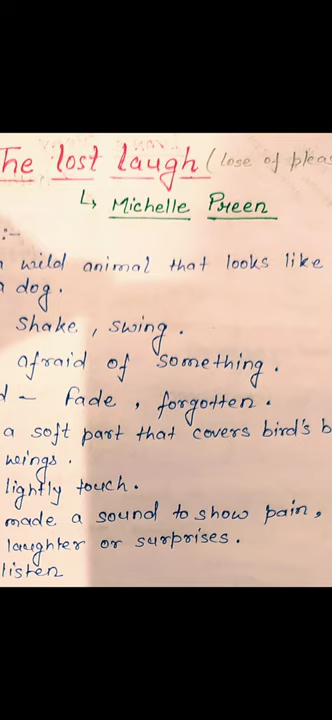 The lost laugh (lose of pleas
↳ Michelle Preen
:-
wild animal that looks like
a dog.
shake, swing.
afraid of something.
d - fade, forgotten.
a soft part that covers bird's b
wings.
lightly touch.
made a sound to show pain,
laughter or surprises.
listen